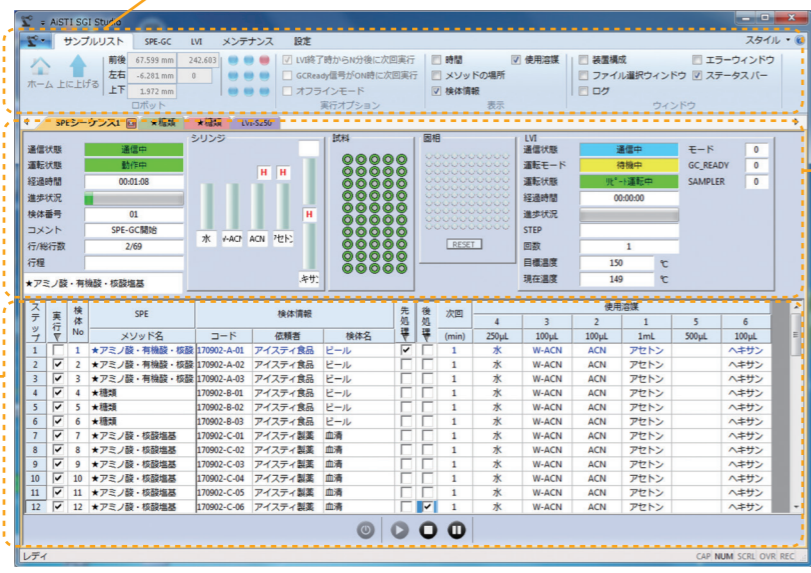 AiSTI SGI Studio
サンプルリスト SPE-GC LVI メンテナンス 設定 スタイル
ホーム 上に上げる
前後 67.599 mm 242.603
左右 -6.281 mm 0
上下 1.972 mm
ロボット
LVI終了時からN分後に次回実行
GCReady信号がON時に次回実行
オフラインモード
実行オプション
時間 使用溶媒
メソッドの場所
検体情報
表示
装置構成 エラーウィンドウ
ファイル選択ウィンドウ ステータスバー
ログ
ウィンドウ
SPEシーケンス1 ★糖類 ★糖類 LVI-S250
通信状態 通信中
運転状態 動作中
経過時間 00:01:08
進歩状況
検体番号 01
コメント SPE-GC開始
行/総行数 2/69
行程
★アミノ酸・有機酸・核酸塩基
シリンジ
H H
H
水 W-ACN ACN アセトン
ヘキサン
試料
固相
RESET
LVI
通信状態 通信中 モード 0
運転モード 待機中 GC_READY 0
運転状態 リピート運転中 SAMPLER 0
経過時間 00:00:00
進歩状況
STEP
回数 1
目標温度 150 ℃
現在温度 149 ℃
ステップ 実行 検体No SPE 検体情報 先処理 後処理 次回 使用溶媒
4 3 2 1 5 6
メソッド名 コード 依頼者 検体名 (min) 250μL 100μL 100μL 1mL 500μL 100μL
1 1 ★アミノ酸・有機酸・核酸 170902-A-01 アイスティ食品 ビール 1 水 W-ACN ACN アセトン ヘキサン
2 2 ★アミノ酸・有機酸・核酸 170902-A-02 アイスティ食品 ビール 1 水 W-ACN ACN アセトン ヘキサン
3 3 ★アミノ酸・有機酸・核酸 170902-A-03 アイスティ食品 ビール 1 水 W-ACN ACN アセトン ヘキサン
4 4 ★糖類 170902-B-01 アイスティ食品 ビール 1 水 W-ACN ACN アセトン ヘキサン
5 5 ★糖類 170902-B-02 アイスティ食品 ビール 1 水 W-ACN ACN アセトン ヘキサン
6 6 ★糖類 170902-B-03 アイスティ食品 ビール 1 水 W-ACN ACN アセトン ヘキサン
7 7 ★アミノ酸・核酸塩基 170902-C-01 アイスティ製薬 血清 1 水 W-ACN ACN アセトン ヘキサン
8 8 ★アミノ酸・核酸塩基 170902-C-02 アイスティ製薬 血清 1 水 W-ACN ACN アセトン ヘキサン
9 9 ★アミノ酸・核酸塩基 170902-C-03 アイスティ製薬 血清 1 水 W-ACN ACN アセトン ヘキサン
10 10 ★アミノ酸・核酸塩基 170902-C-04 アイスティ製薬 血清 1 水 W-ACN ACN アセトン ヘキサン
11 11 ★アミノ酸・核酸塩基 170902-C-05 アイスティ製薬 血清 1 水 W-ACN ACN アセトン ヘキサン
12 12 ★アミノ酸・核酸塩基 170902-C-06 アイスティ製薬 血清 1 水 W-ACN ACN アセトン ヘキサン
レディ CAP NUM SCRL OVR REC